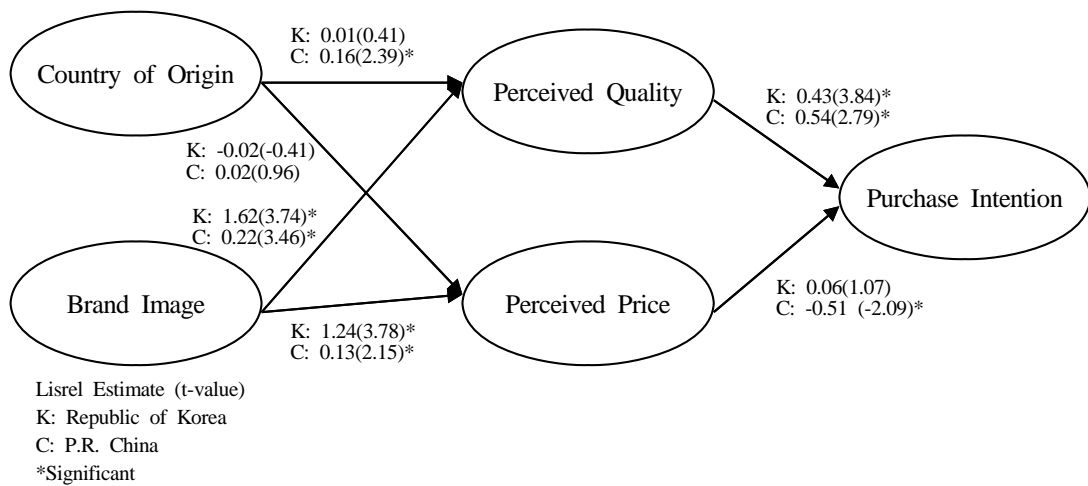 K: 0.01(0.41)
C: 0.16(2.39)*
Country of Origin
Perceived Quality
K: 0.43(3.84)*
C: 0.54(2.79)*
K: -0.02(-0.41)
C: 0.02(0.96)
Purchase Intention
K: 1.62(3.74)*
C: 0.22(3.46)*
Brand Image
Perceived Price
K: 0.06(1.07)
C: -0.51 (-2.09)*
K: 1.24(3.78)*
C: 0.13(2.15)*
Lisrel Estimate (t-value)
K: Republic of Korea
C: P.R. China
*Significant